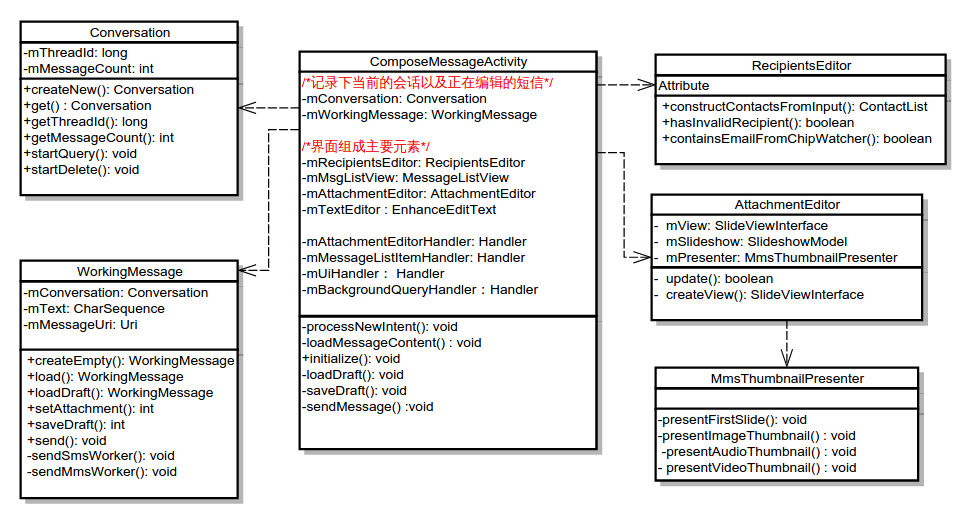 Conversation
-mThreadId: long
-mMessageCount: int
+createNew(): Conversation
+get() : Conversation
+getThreadId(): long
+getMessageCount(): int
+startQuery(): void
+startDelete(): void
WorkingMessage
-mConversation: Conversation
-mText: CharSequence
-mMessageUri: Uri
+createEmpty(): WorkingMessage
+load(): WorkingMessage
+loadDraft(): WorkingMessage
+setAttachment(): int
+saveDraft(): int
+send(): void
-sendSmsWorker(): void
-sendMmsWorker(): void
ComposeMessageActivity
/*记录下当前的会话以及正在编辑的短信*/
-mConversation: Conversation
-mWorkingMessage: WorkingMessage
/*界面组成主要元素*/
-mRecipientsEditor: RecipientsEditor
-mMsgListView: MessageListView
-mAttachmentEditor: AttachmentEditor
-mTextEditor : EnhanceEditText
-mAttachmentEditorHandler: Handler
-mMessageListItemHandler: Handler
-mUiHandler： Handler
-mBackgroundQueryHandler：Handler
-processNewIntent(): void
-loadMessageContent() : void
+initialize(): void
-loadDraft(): void
-saveDraft(): void
-sendMessage() :void
RecipientsEditor
Attribute
+constructContactsFromInput(): ContactList
+hasInvalidRecipient(): boolean
+containsEmailFromChipWatcher(): boolean
AttachmentEditor
- mView: SlideViewInterface
- mSlideshow: SlideshowModel
- mPresenter: MmsThumbnailPresenter
- update(): boolean
- createView(): SlideViewInterface
MmsThumbnailPresenter
-presentFirstSlide(): void
-presentImageThumbnail() : void
-presentAudioThumbnail() : void
- presentVideoThumbnail() : void